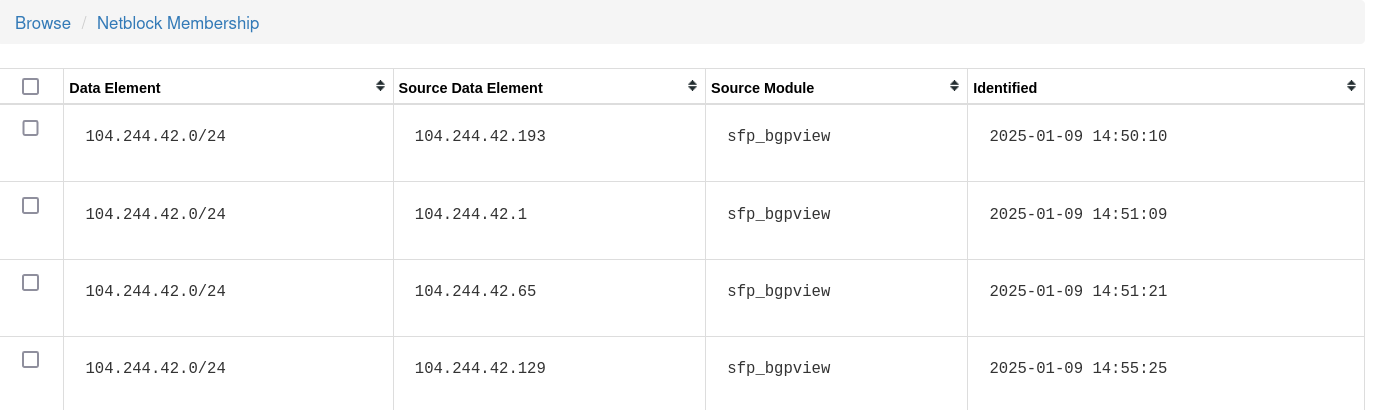 Browse / Netblock Membership
Data Element Source Data Element Source Module Identified
104.244.42.0/24 104.244.42.193 sfp_bgpview 2025-01-09 14:50:10
104.244.42.0/24 104.244.42.1 sfp_bgpview 2025-01-09 14:51:09
104.244.42.0/24 104.244.42.65 sfp_bgpview 2025-01-09 14:51:21
104.244.42.0/24 104.244.42.129 sfp_bgpview 2025-01-09 14:55:25